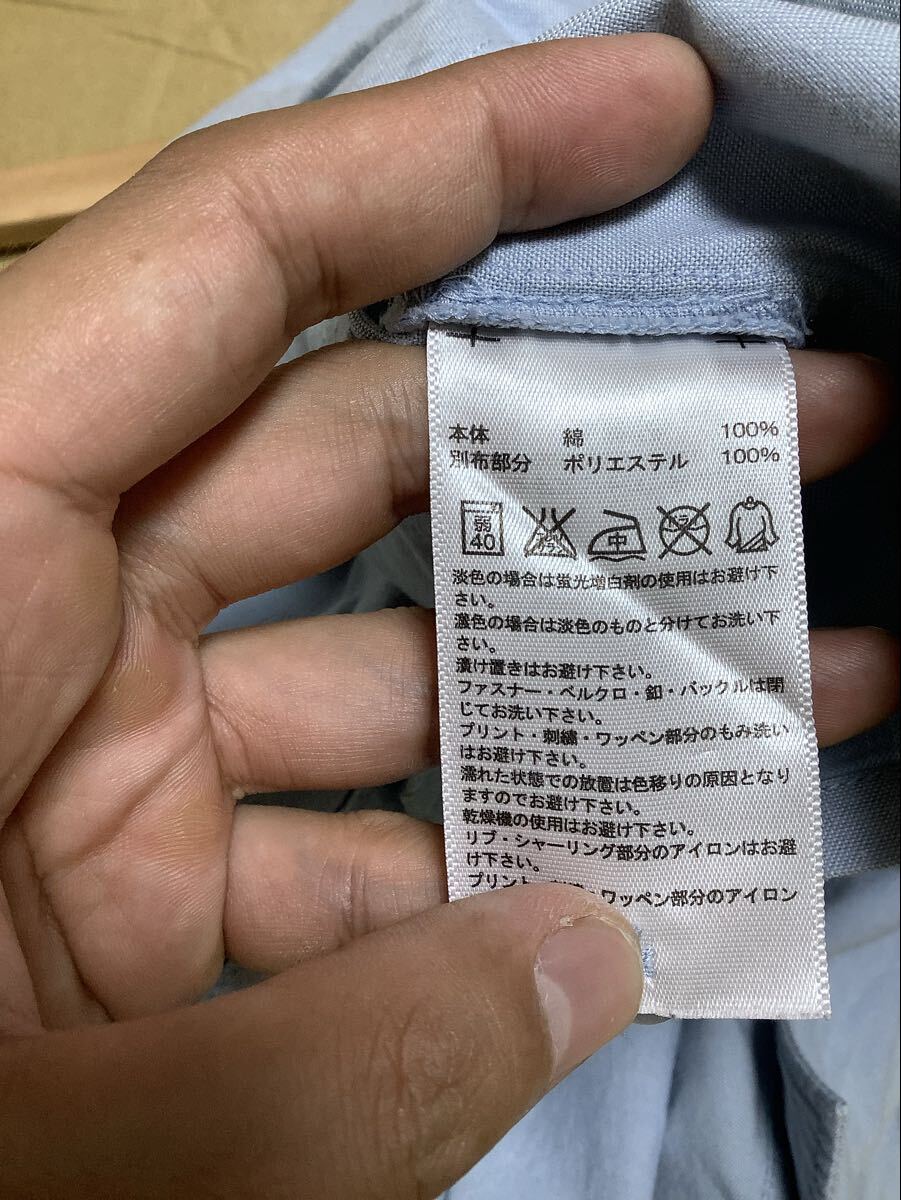 本体 綿 100%
別布部分 ポリエステル 100%
弱 40 中 ドライ
淡色の場合は蛍光増白剤の使用はお避け下
さい。
濃色の場合は淡色のものと分けてお洗い下
さい。
漬け置きはお避け下さい。
ファスナー・ベルクロ・釦・バックルは閉
じてお洗い下さい。
プリント・刺繍・ワッペン部分のもみ洗い
はお避け下さい。
濡れた状態での放置は色移りの原因となり
ますのでお避け下さい。
乾燥機の使用はお避け下さい。
リブ・シャーリング部分のアイロンはお避
け下さい。
プリント ・ワッペン部分のアイロン